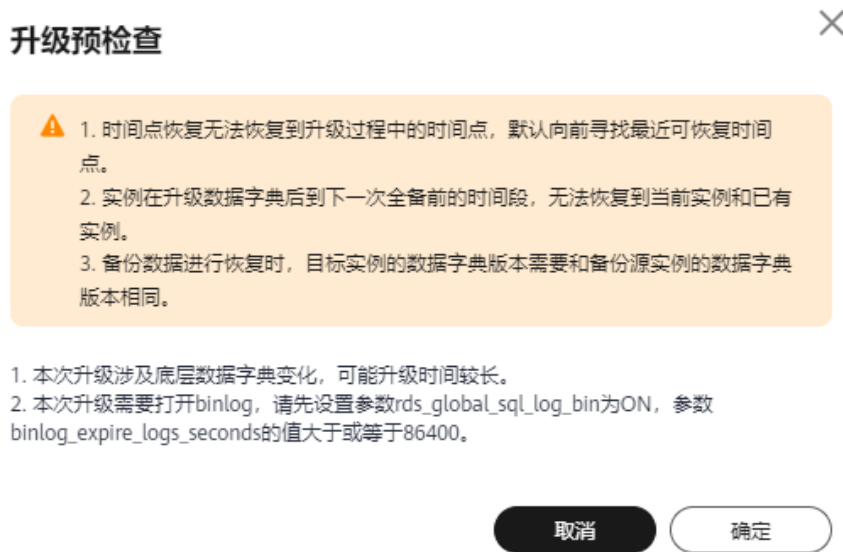 升级预检查
1. 时间点恢复无法恢复到升级过程中的时间点，默认向前寻找最近可恢复时间
点。
2. 实例在升级数据字典后到下一次全备前的时间段，无法恢复到当前实例和已有
实例。
3. 备份数据进行恢复时，目标实例的数据字典版本需要和备份源实例的数据字典
版本相同。
1. 本次升级涉及底层数据字典变化，可能升级时间较长。
2. 本次升级需要打开binlog，请先设置参数rds_global_sql_log_bin为ON，参数
binlog_expire_logs_seconds的值大于或等于86400。
取消
确定